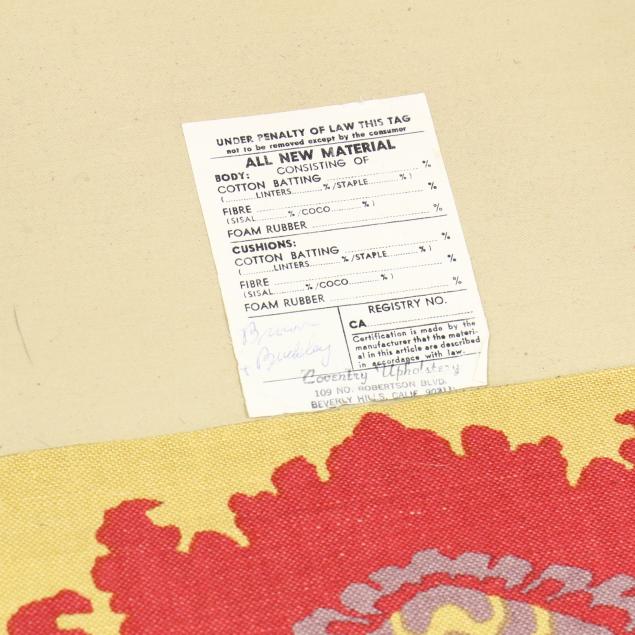 UNDER PENALTY OF LAW THIS TAG
not to be removed except by the consumer
ALL NEW MATERIAL
BODY: CONSISTING OF
COTTON BATTING %
( LINTERS % /STAPLE % )
FIBRE %
(SISAL % /COCO % )
FOAM RUBBER %
CUSHIONS:
COTTON BATTING %
( LINTERS % /STAPLE % )
FIBRE %
(SISAL % /COCO % )
FOAM RUBBER %
REGISTRY NO.
CA
Certification is made by the
manufacturer that the materi-
al in this article are described
in accordance with law.
+ Buckley
Coventry Upholstery
109 NO. ROBERTSON BLVD.
BEVERLY HILLS, CALIF.